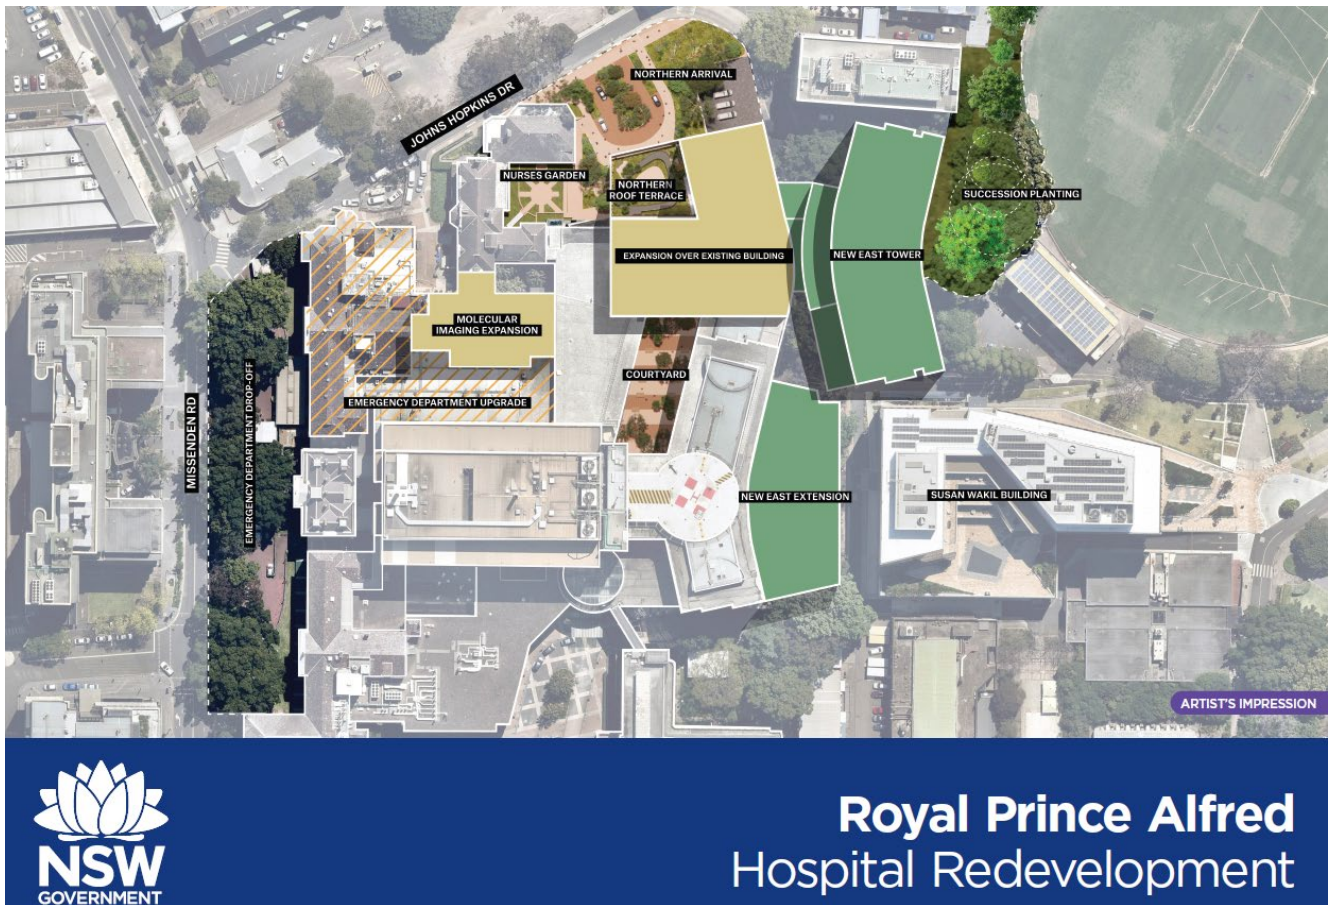 NORTHERN ARRIVAL
JOHNS HOPKINS DR
NURSES GARDEN
NORTHERN
ROOF TERRACE
SUCCESSION PLANTING
EXPANSION OVER EXISTING BUILDING
NEW EAST TOWER
MOLECULAR
IMAGING EXPANSION
COURTYARD
EMERGENCY DEPARTMENT UPGRADE
MISSENDEN RD
EMERGENCY DEPARTMENT DROP-OFF
NEW EAST EXTENSION
SUSAN WAKIL BUILDING
ARTIST'S IMPRESSION
NSW
GOVERNMENT
Royal Prince Alfred
Hospital Redevelopment